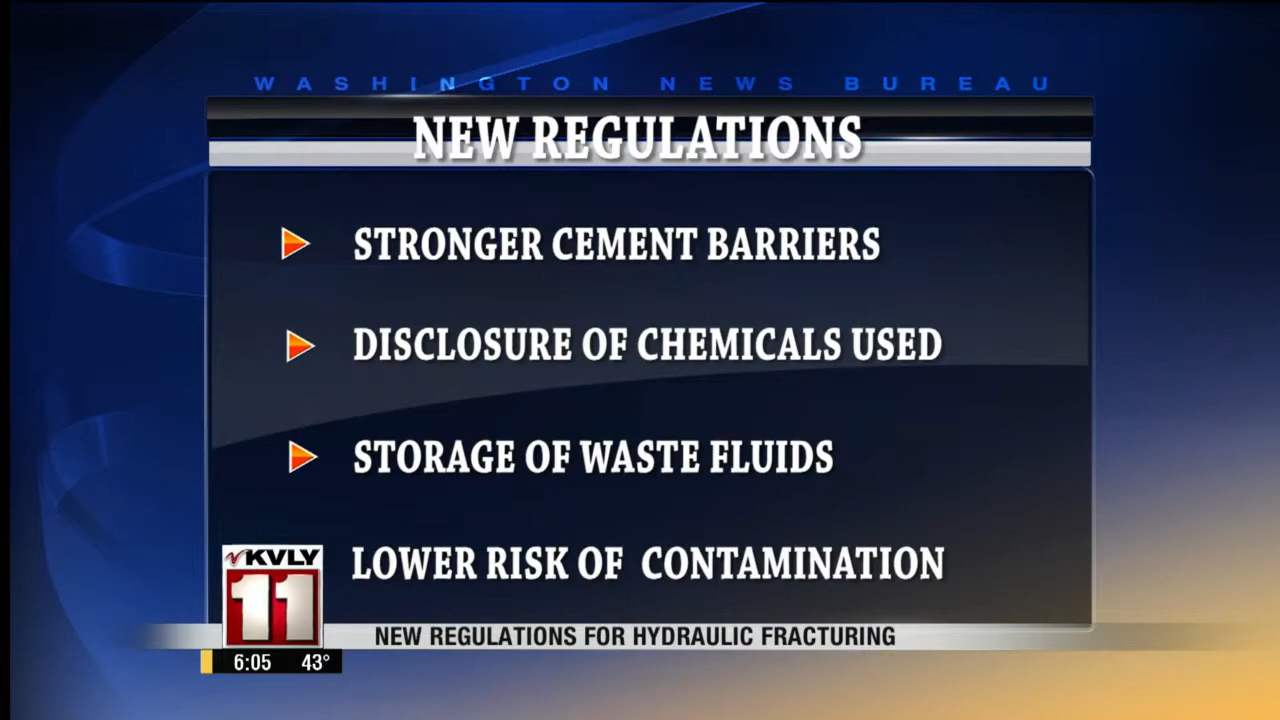 WASHINGTON NEWS BUREAU
NEW REGULATIONS
STRONGER CEMENT BARRIERS
DISCLOSURE OF CHEMICALS USED
STORAGE OF WASTE FLUIDS
LOWER RISK OF CONTAMINATION
KVLY
11
NEW REGULATIONS FOR HYDRAULIC FRACTURING
6:05 43°